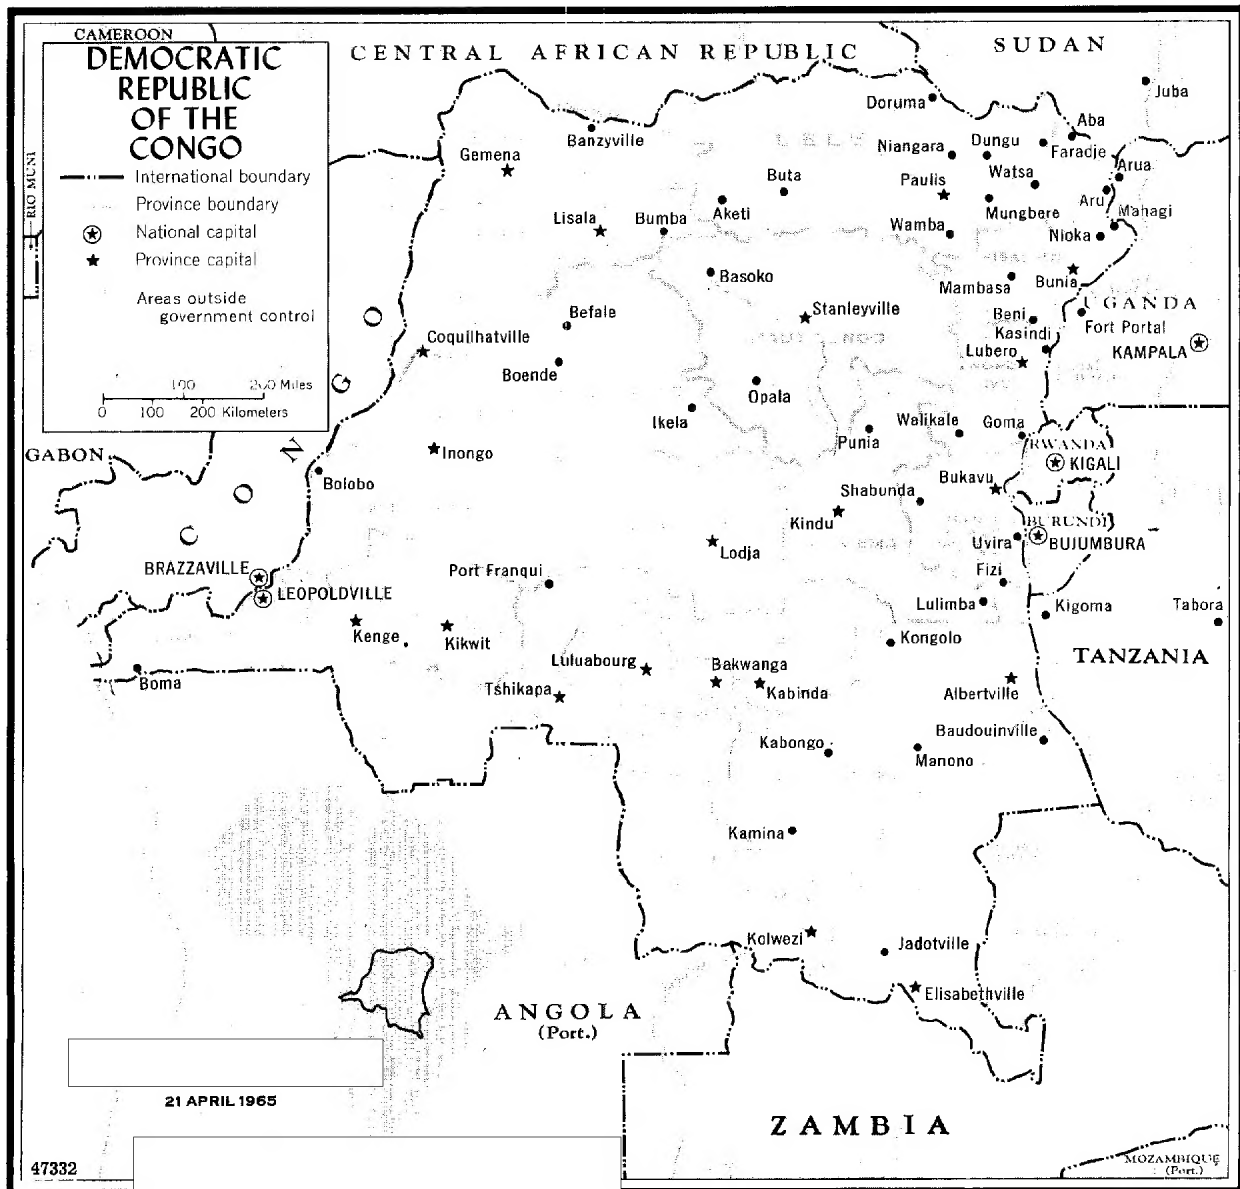 CAMEROON
DEMOCRATIC
REPUBLIC
OF THE
CONGO
International boundary
Province boundary
National capital
Province capital
Areas outside
government control
0 100 200 Miles
0 100 200 Kilometers
CENTRAL AFRICAN REPUBLIC
SUDAN
RIO MUNI
Juba
Doruma
Aba
Banzyville
Niangara
Dungu
Faradje
Gemena
Watsa
Arua
Buta
Paulis
Aketi
Mungbere
Aru
Mahagi
Lisala
Bumba
Wamba
Nioka
Basoko
Mambasa
Bunia
UGANDA
Befale
Stanleyville
Beni
Fort Portal
Coquilhatville
Kasindi
KAMPALA
Lubero
Boende
Opala
Ikela
Walikale
Goma
Punia
RWANDA
GABON
CONGO
Inongo
KIGALI
Bolobo
Bukavu
Shabunda
Kindu
BURUNDI
Uvira
BUJUMBURA
Lodja
BRAZZAVILLE
Port Franqui
Fizi
LEOPOLDVILLE
Lulimba
Kigoma
Tabora
Kenge
Kikwit
Kongolo
Luluabourg
Bakwanga
TANZANIA
Boma
Tshikapa
Kabinda
Albertville
Baudouinville
Kabongo
Manono
Kamina
Kolwezi
Jadotville
Elisabethville
ANGOLA
(Port.)
21 APRIL 1965
ZAMBIA
47332
MOZAMBIQUE
(Port.)